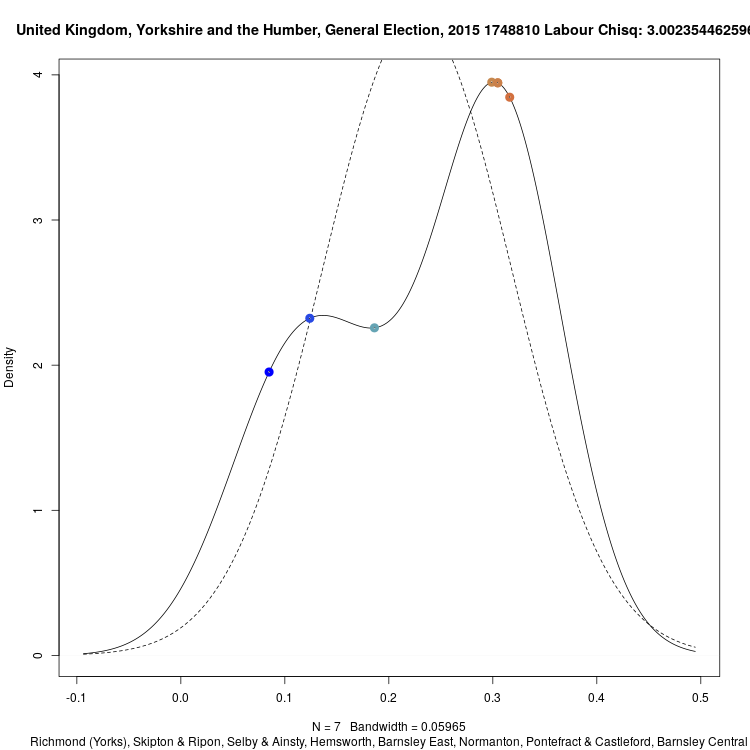 United Kingdom, Yorkshire and the Humber, General Election, 2015 1748810 Labour Chisq: 3.00235446259
4
3
2
1
0
Density
-0.1 0.0 0.1 0.2 0.3 0.4 0.5
N = 7 Bandwidth = 0.05965
Richmond (Yorks), Skipton & Ripon, Selby & Ainsty, Hemsworth, Barnsley East, Normanton, Pontefract & Castleford, Barnsley Central